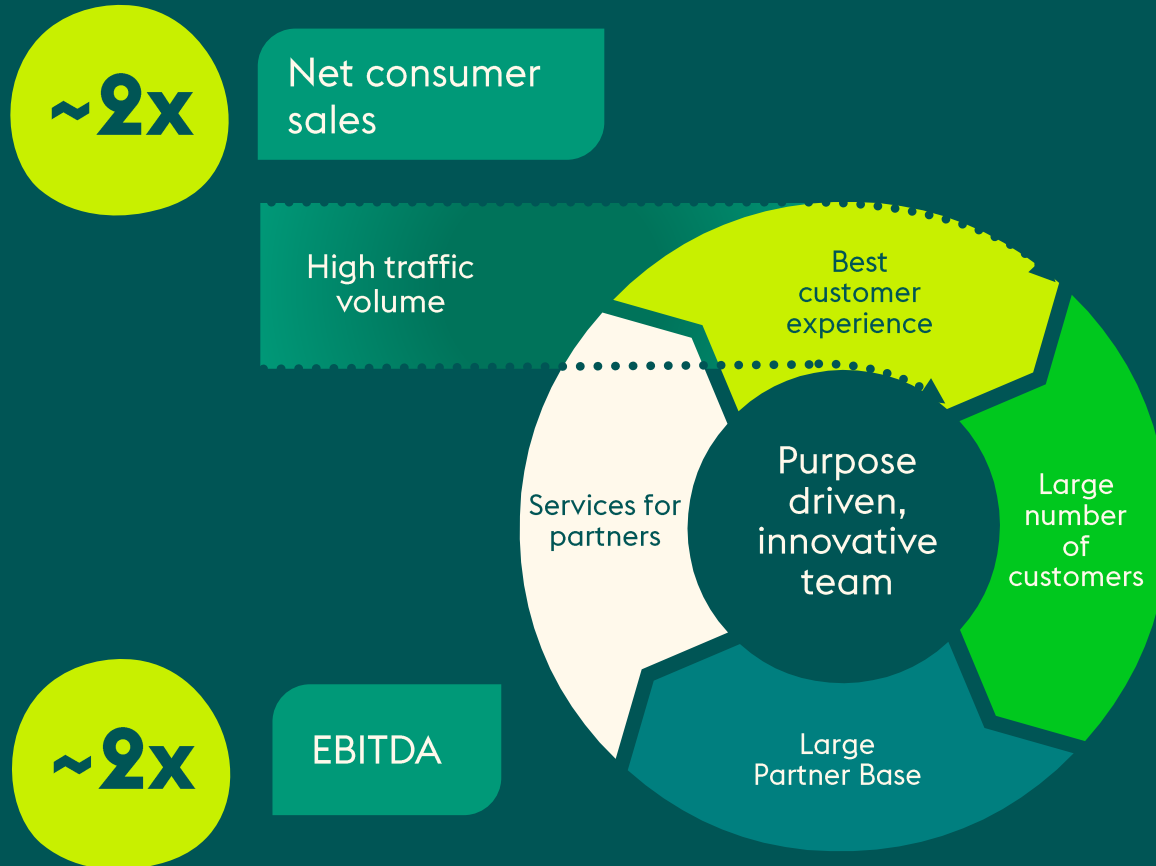 ~2x
Net consumer
sales
High traffic
volume
Best
customer
experience
Services for
partners
Purpose
driven,
innovative
team
Large
number
of
customers
Large
Partner Base
~2x
EBITDA